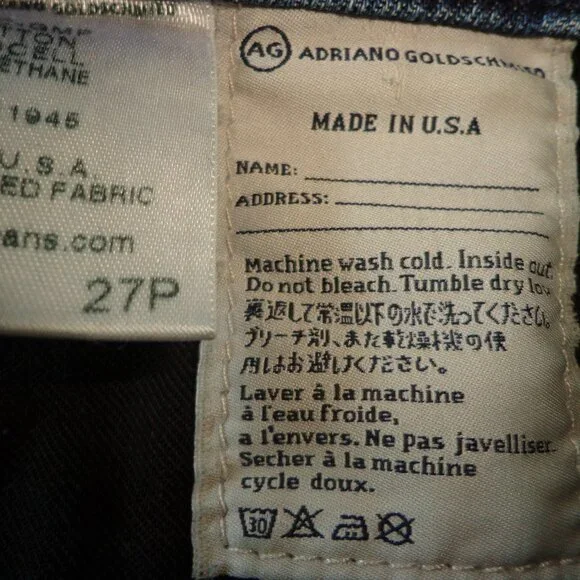 GOLDSCHMIED
ETHANE
1945
U.S.A.
ED FABRIC
ans.com
27P
AG ADRIANO GOLDSCHMIED
MADE IN U.S.A
NAME:
ADDRESS:
Machine wash cold. Inside out.
Do not bleach. Tumble dry low
裏返して常温以下の水で洗ってください。
ブリーチ剤、また乾燥機の使
用はお避けください。
Laver à la machine
à l'eau froide,
a l'envers. Ne pas javelliser.
Secher à la machine
cycle doux.
30